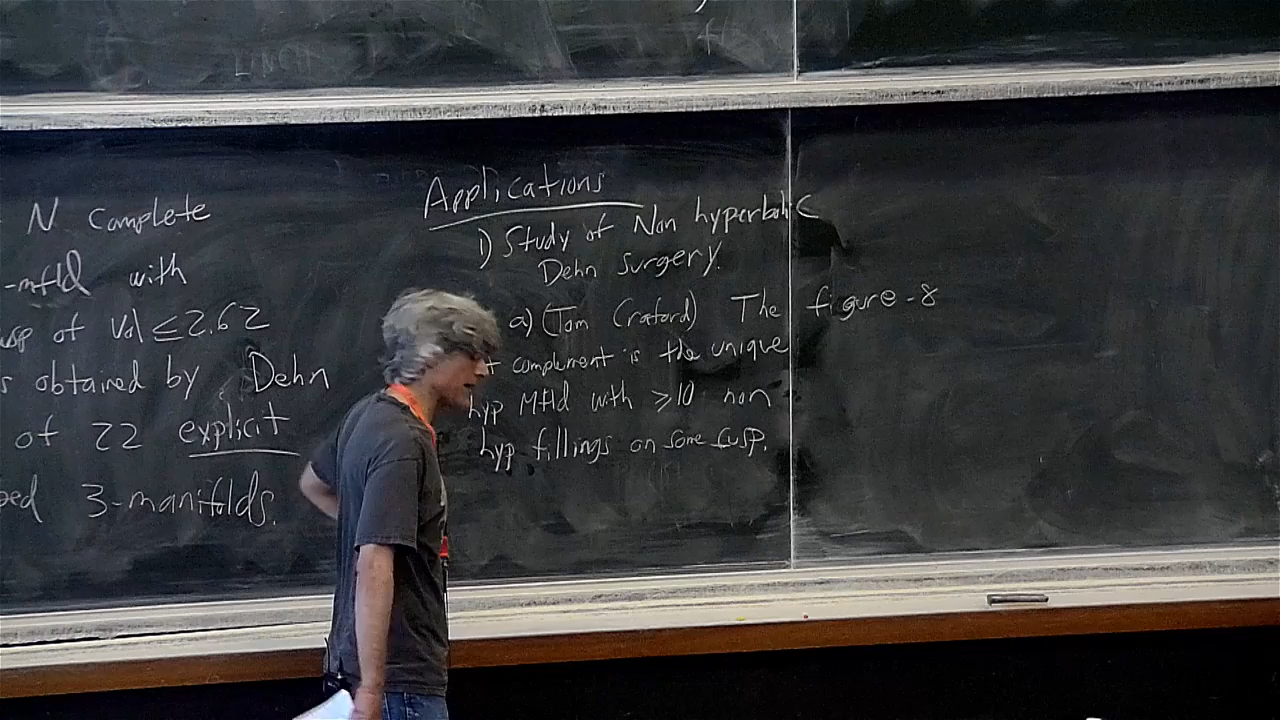 N Complete
-mfld with
usp of Vol ≤ 2.62
s obtained by Dehn
of 22 explicit
ped 3-manifolds.
Applications
1) Study of Non hyperbolic
Dehn surgery.
a) (Tom Craford) The figure-8
t complement is the unique
hyp Mfld with ≥10 non
hyp fillings on some cusp.